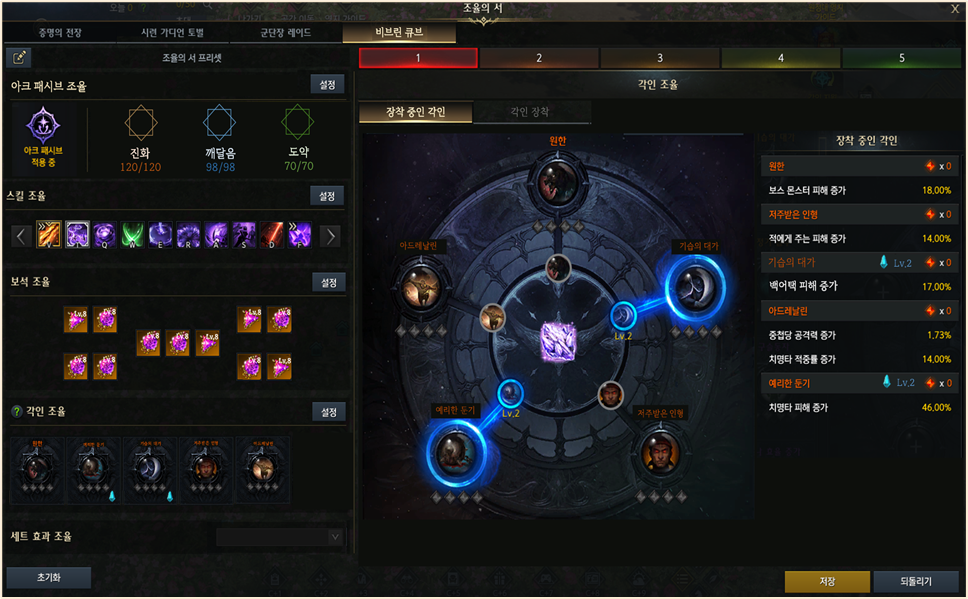 조율의 서
X
증명의 전장
시련 가디언 토벌
군단장 레이드
비브린 큐브
조율의 서 프리셋
1
2
3
4
5
아크 패시브 조율
설정
아크 패시브
적용 중
진화
120/120
깨달음
98/98
도약
70/70
스킬 조율
설정
V
Q
W
E
R
A
S
D
F
보석 조율
설정
Lv.8
Lv.8
Lv.8
Lv.8
Lv.8
Lv.8
Lv.8
Lv.8
Lv.8
Lv.8
Lv.8
? 각인 조율
설정
원한
예리한 둔기
기습의 대가
저주받은 인형
아드레날린
세트 효과 조율
초기화
각인 조율
장착 중인 각인
각인 장착
원한
아드레날린
기습의 대가
Lv.2
Lv.2
예리한 둔기
저주받은 인형
장착 중인 각인
원한 x 0
보스 몬스터 피해 증가 18.00%
저주받은 인형 x 0
적에게 주는 피해 증가 14.00%
기습의 대가 Lv.2 x 0
백어택 피해 증가 17.00%
아드레날린 x 0
중첩당 공격력 증가 1.73%
치명타 적중률 증가 14.00%
예리한 둔기 Lv.2 x 0
치명타 피해 증가 46.00%
저장
되돌리기